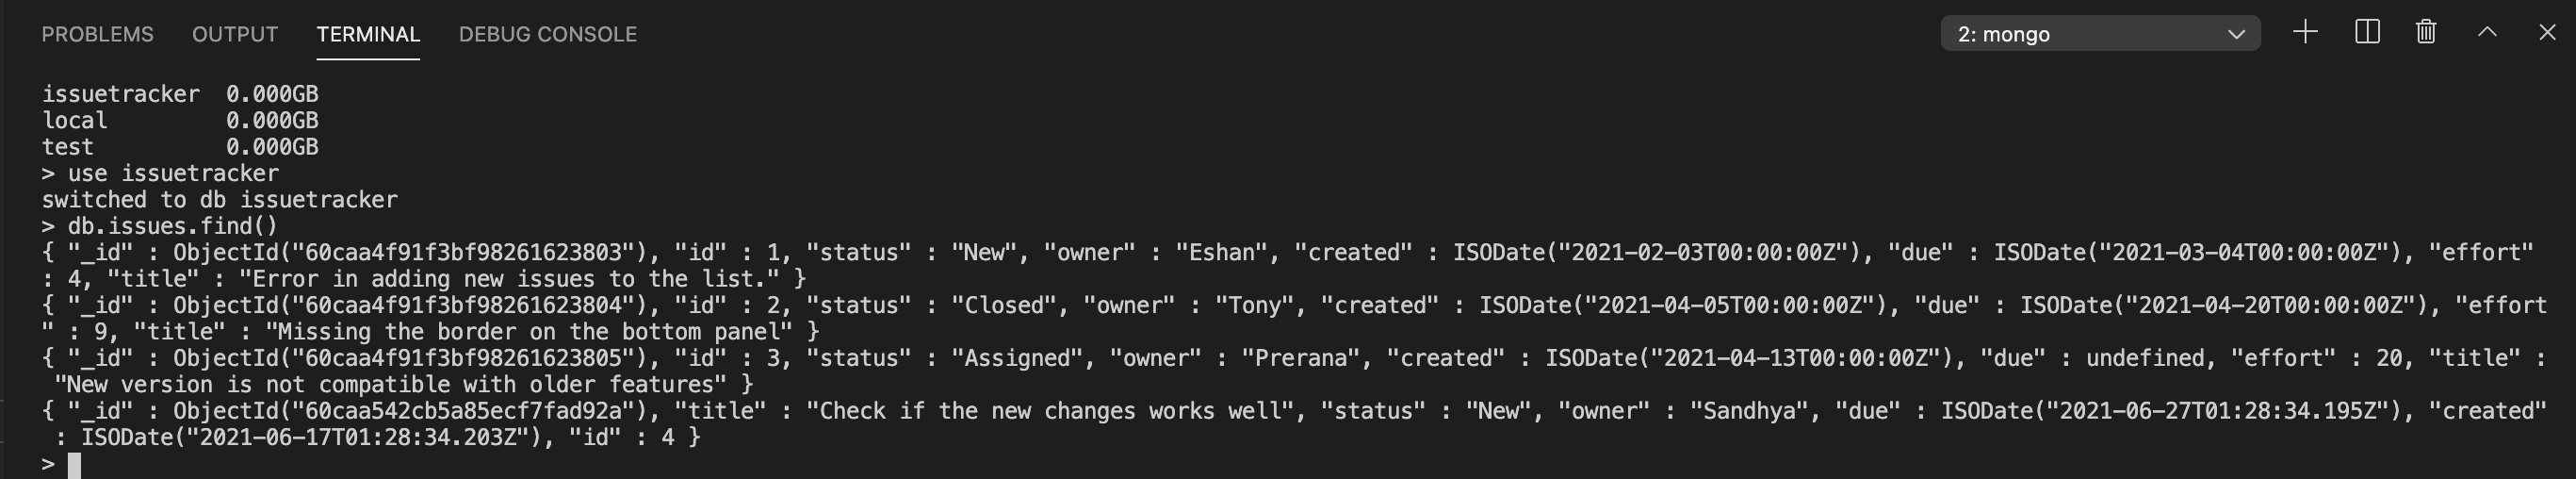 PROBLEMS OUTPUT TERMINAL DEBUG CONSOLE 2: mongo
issuetracker  0.000GB
local         0.000GB
test          0.000GB
> use issuetracker
switched to db issuetracker
> db.issues.find()
{ "_id" : ObjectId("60caa4f91f3bf98261623803"), "id" : 1, "status" : "New", "owner" : "Eshan", "created" : ISODate("2021-02-03T00:00:00Z"), "due" : ISODate("2021-03-04T00:00:00Z"), "effort"
: 4, "title" : "Error in adding new issues to the list." }
{ "_id" : ObjectId("60caa4f91f3bf98261623804"), "id" : 2, "status" : "Closed", "owner" : "Tony", "created" : ISODate("2021-04-05T00:00:00Z"), "due" : ISODate("2021-04-20T00:00:00Z"), "effort
" : 9, "title" : "Missing the border on the bottom panel" }
{ "_id" : ObjectId("60caa4f91f3bf98261623805"), "id" : 3, "status" : "Assigned", "owner" : "Prerana", "created" : ISODate("2021-04-13T00:00:00Z"), "due" : undefined, "effort" : 20, "title" :
 "New version is not compatible with older features" }
{ "_id" : ObjectId("60caa542cb5a85ecf7fad92a"), "title" : "Check if the new changes works well", "status" : "New", "owner" : "Sandhya", "due" : ISODate("2021-06-27T01:28:34.195Z"), "created"
 : ISODate("2021-06-17T01:28:34.203Z"), "id" : 4 }
>